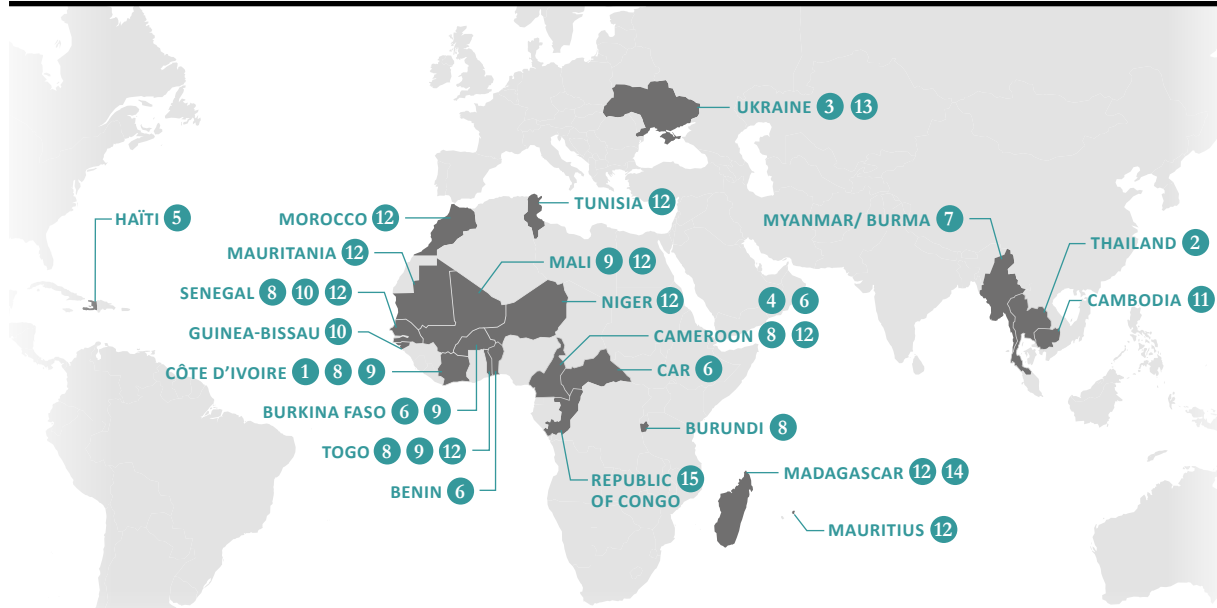 UKRAINE 3 13
HAÏTI 5
MOROCCO 12
TUNISIA 12
MYANMAR/ BURMA 7
THAILAND 2
MAURITANIA 12
MALI 9 12
SENEGAL 8 10 12
NIGER 12
4 6
CAMBODIA 11
GUINEA-BISSAU 10
CAMEROON 8 12
CÔTE D’IVOIRE 1 8 9
CAR 6
BURKINA FASO 6 9
BURUNDI 8
TOGO 8 9 12
BENIN 6
REPUBLIC 15
OF CONGO
MADAGASCAR 12 14
MAURITIUS 12